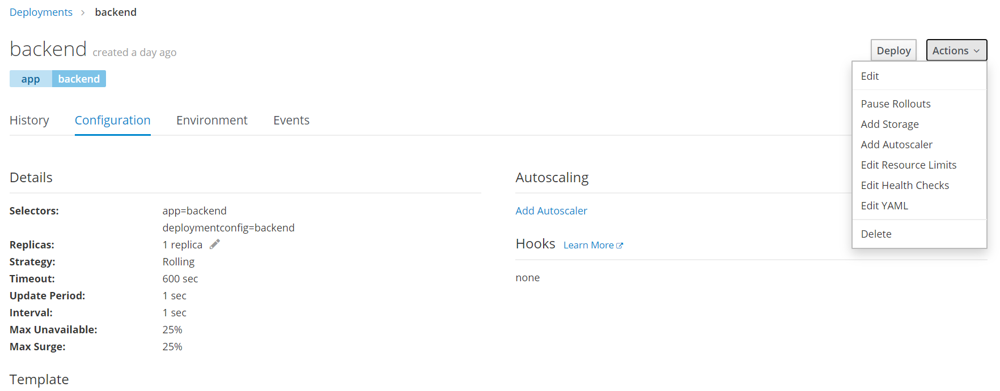 Deployments > backend
backend created a day ago
Deploy Actions
app backend
Edit
Pause Rollouts
Add Storage
Add Autoscaler
Edit Resource Limits
Edit Health Checks
Edit YAML
Delete
History Configuration Environment Events
Details
Selectors: app=backend
deploymentconfig=backend
Replicas: 1 replica
Strategy: Rolling
Timeout: 600 sec
Update Period: 1 sec
Interval: 1 sec
Max Unavailable: 25%
Max Surge: 25%
Autoscaling
Add Autoscaler
Hooks Learn More
none
Template